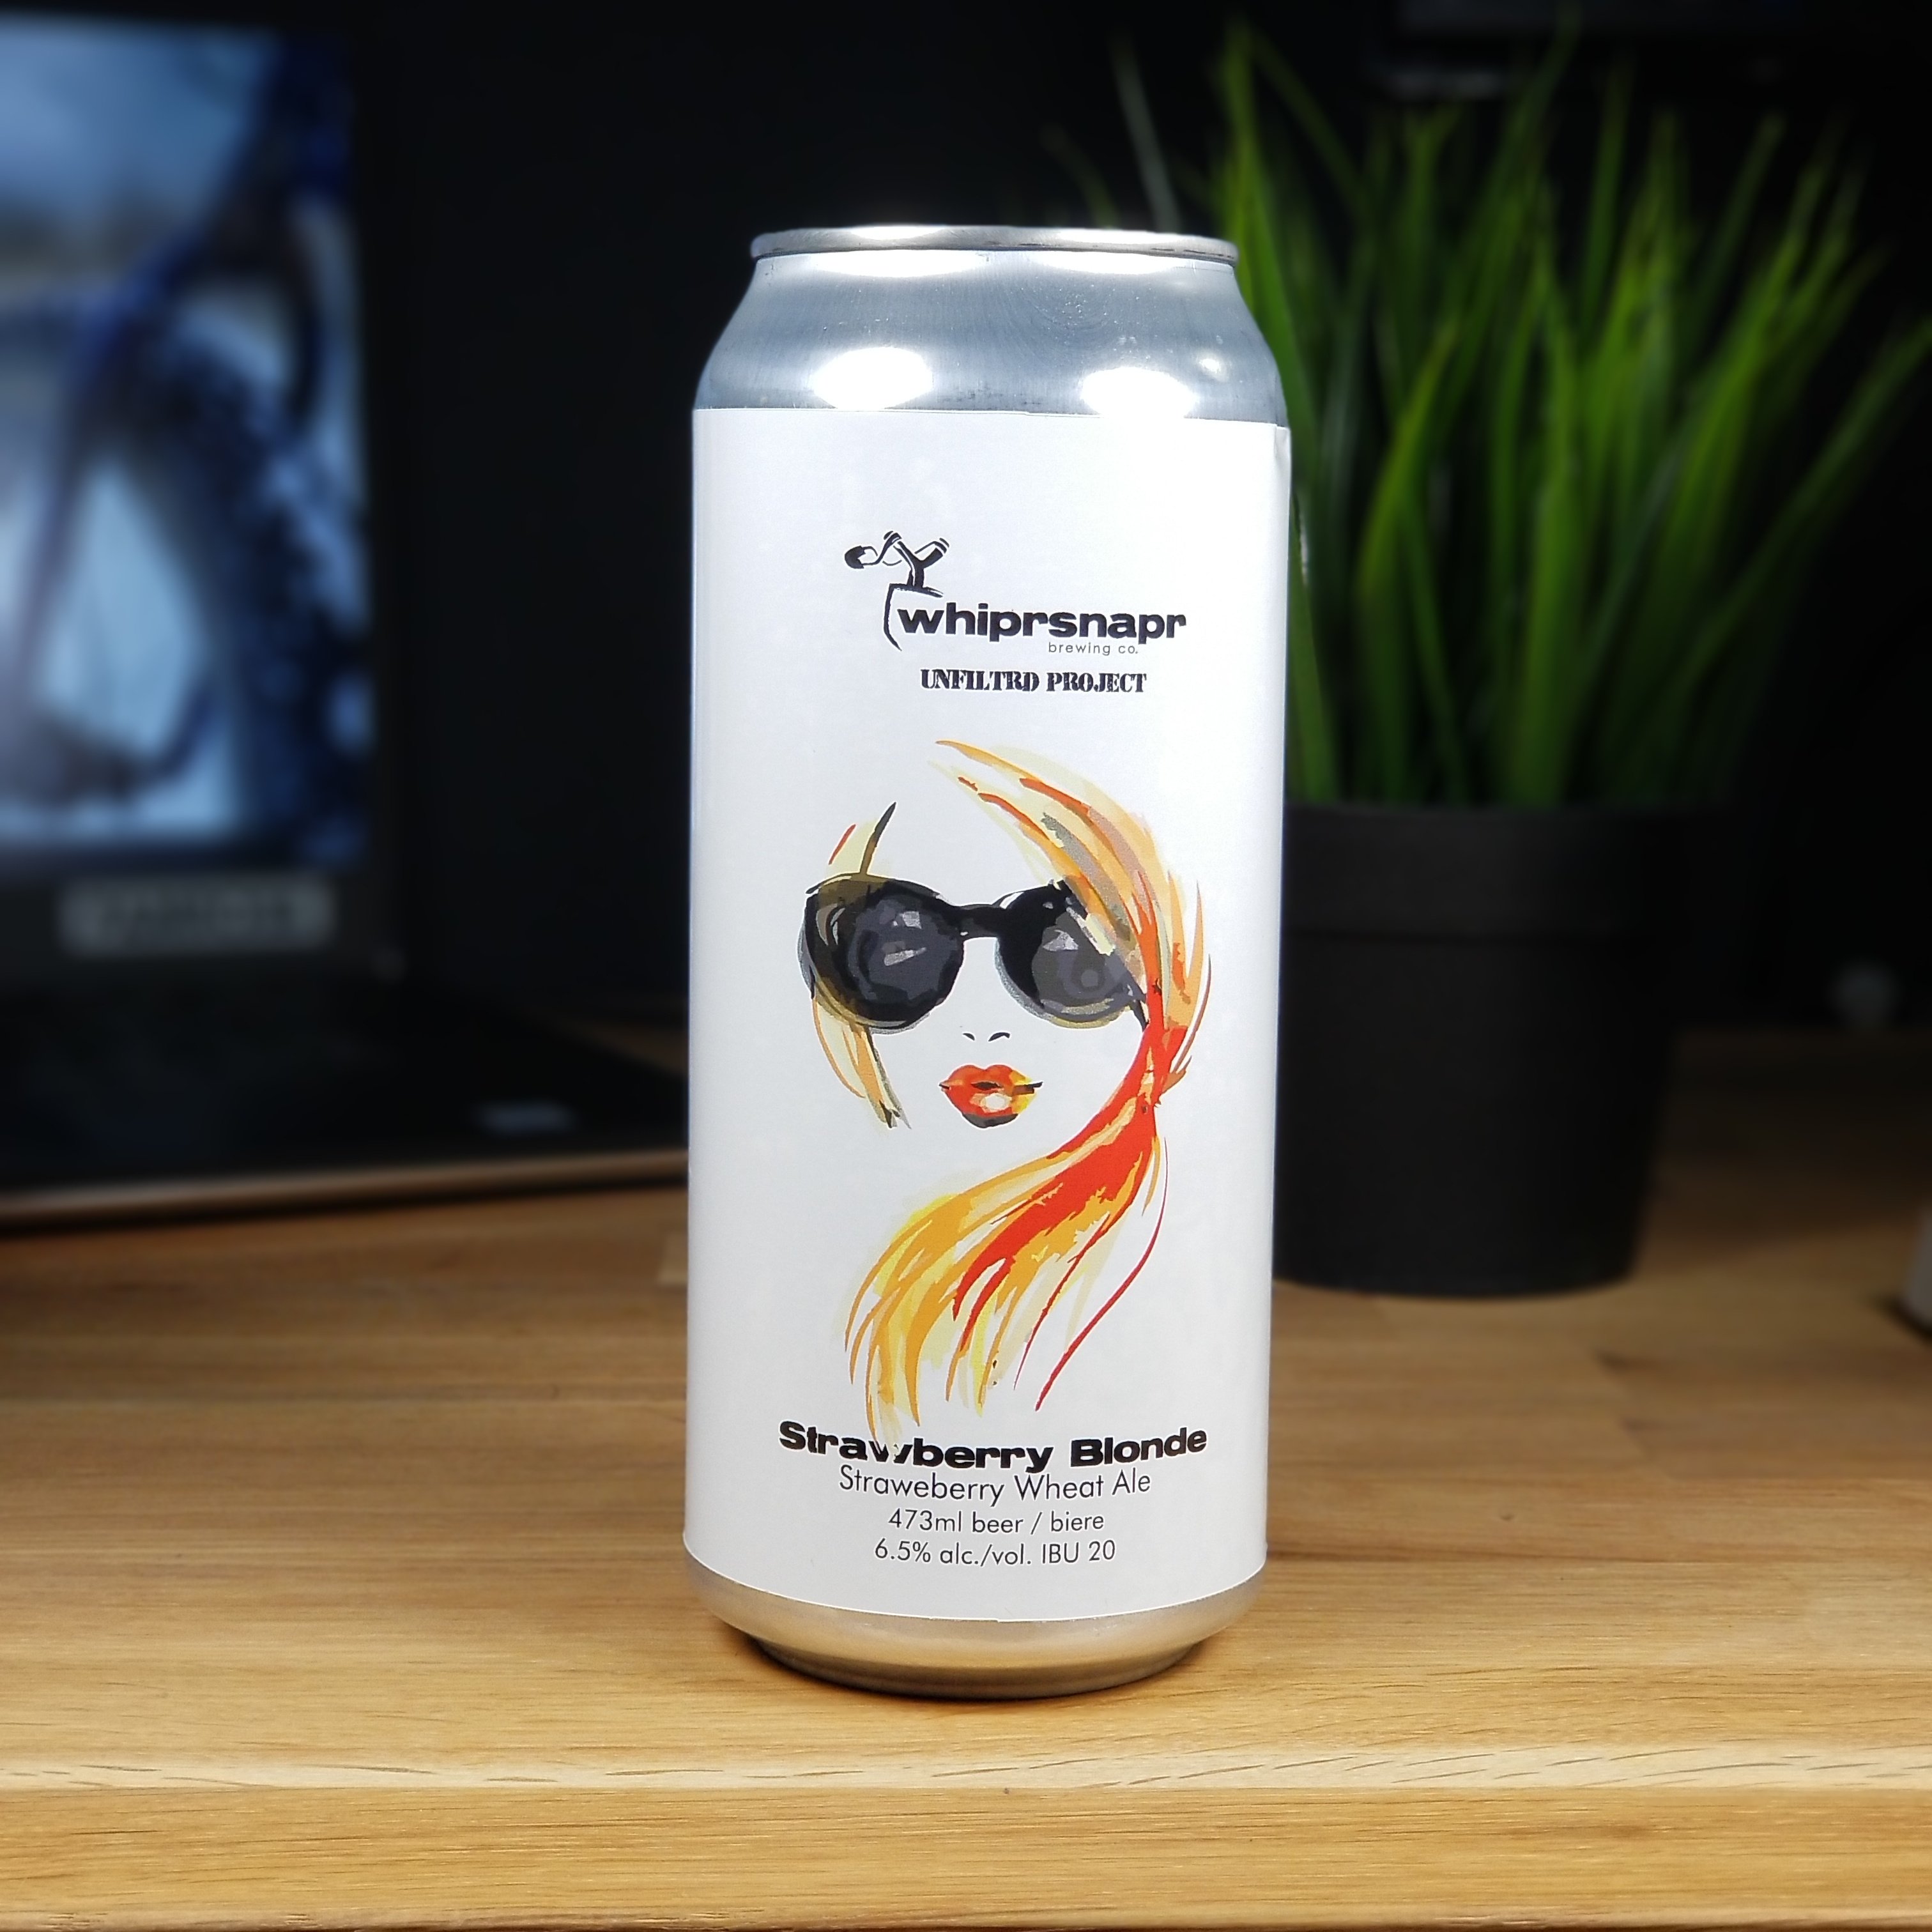 whiprsnapr
brewing co.
UNFILTRD PROJECT
Strawberry Blonde
Straweberry Wheat Ale
473ml beer / biere
6.5% alc./vol. IBU 20